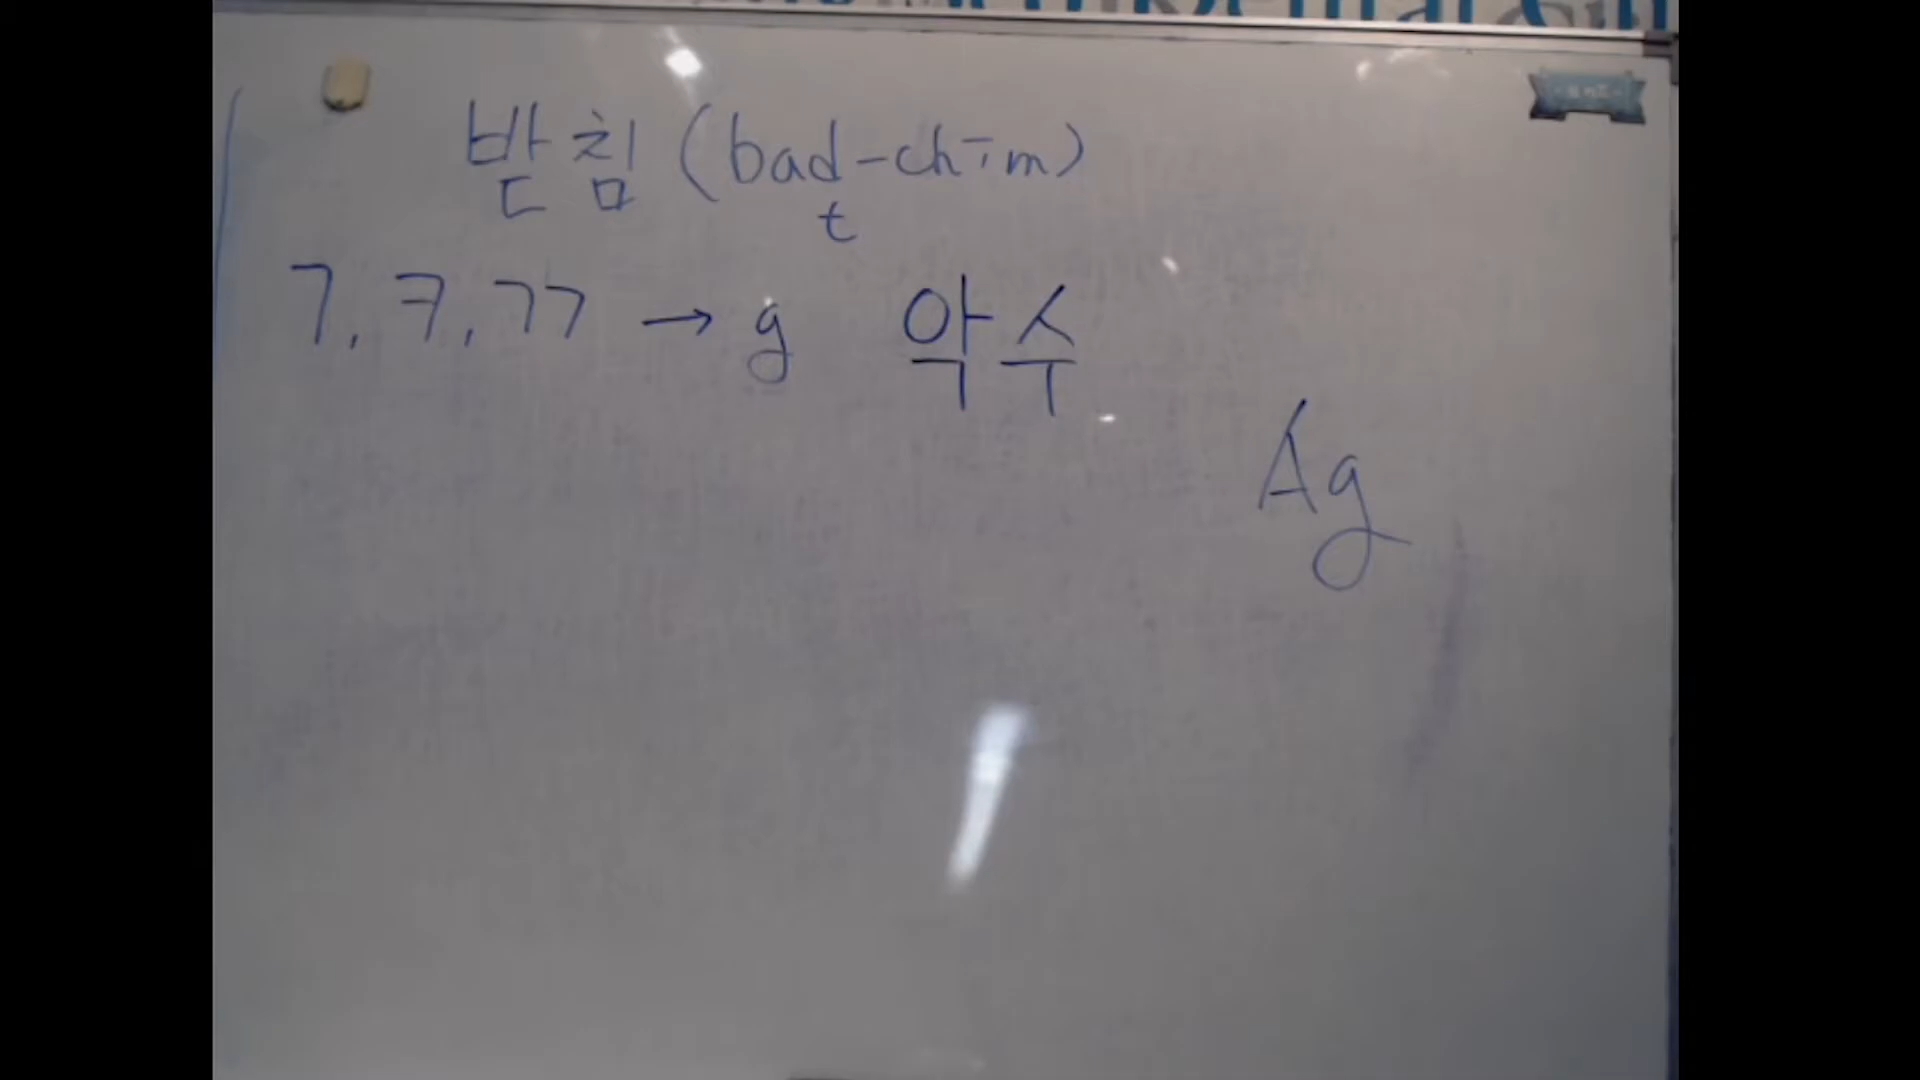 받침 (bad-chim)
t
ㄱ, ㅋ, ㄲ → g 악수
Ag